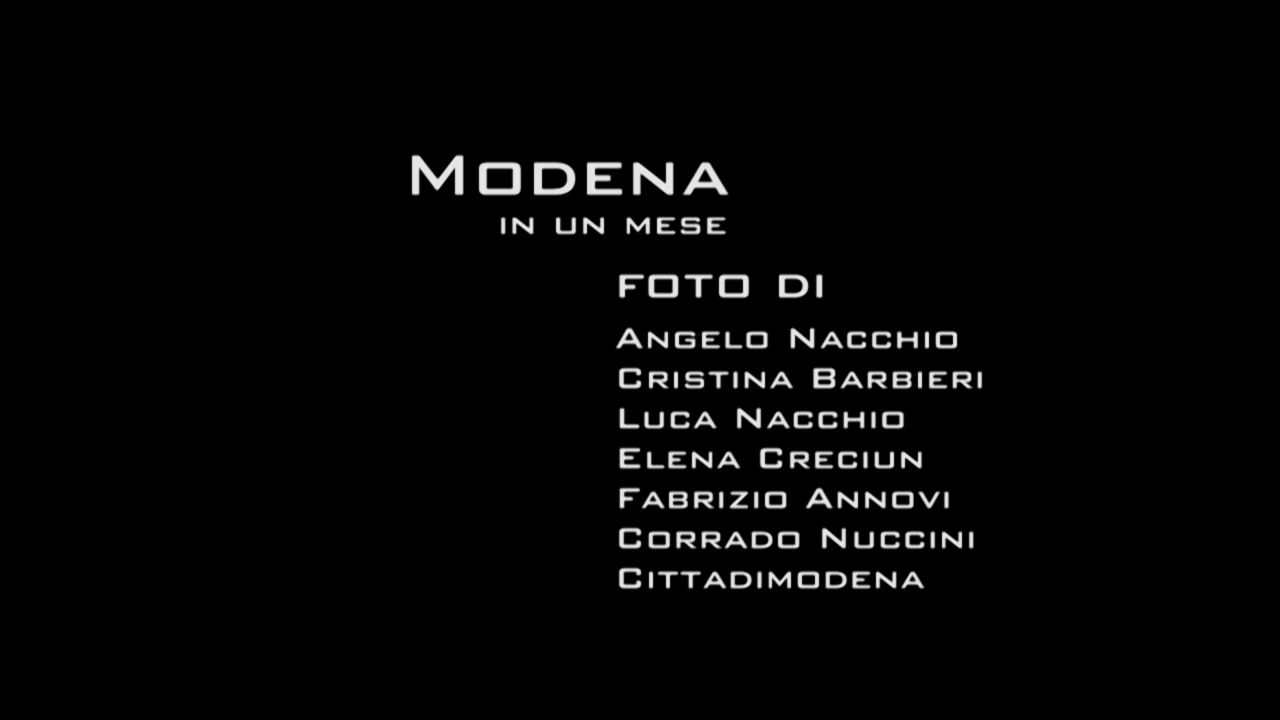 Modena
in un mese
foto di
Angelo Nacchio
Cristina Barbieri
Luca Nacchio
Elena Creciun
Fabrizio Annovi
Corrado Nuccini
Cittadimodena